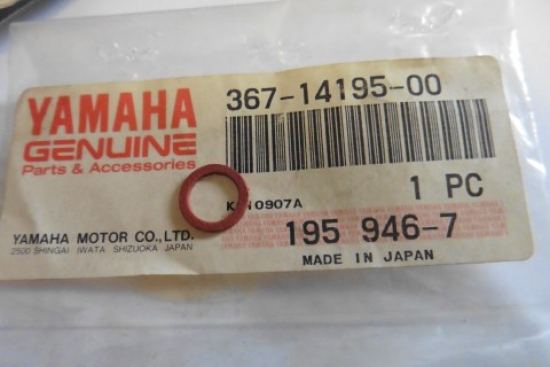 YAMAHA
GENUINE
Parts & Accessories
YAMAHA MOTOR CO., LTD.
2500 SHINGAI IWATA SHIZUOKA JAPAN
367-14195-00
1 PC
0907A
195 946-7
MADE IN JAPAN